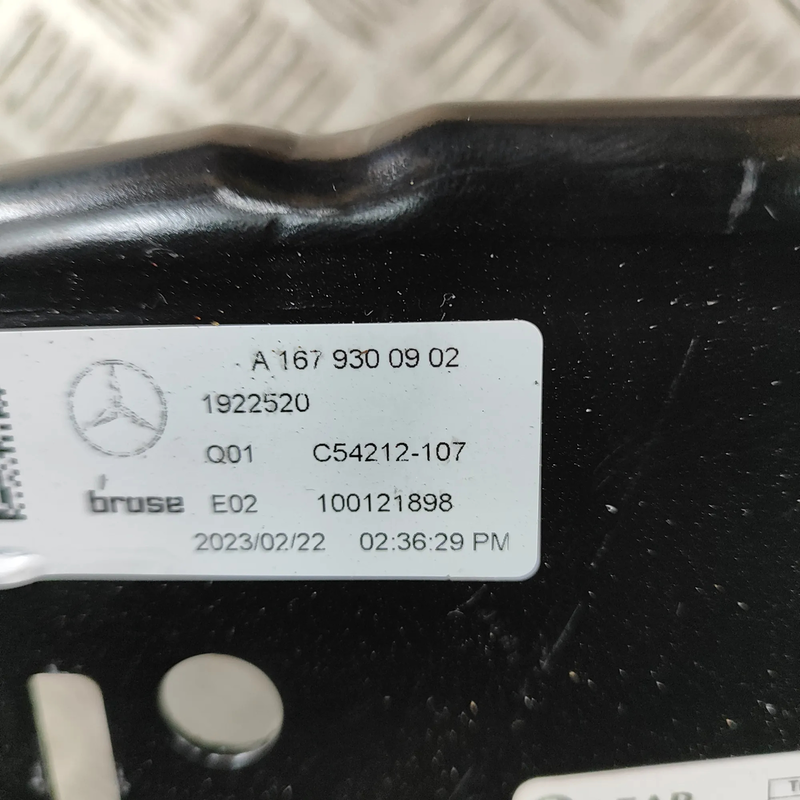 A 167 930 09 02
1922520
Q01 C54212-107
brose E02 100121898
2023/02/22 02:36:29 PM